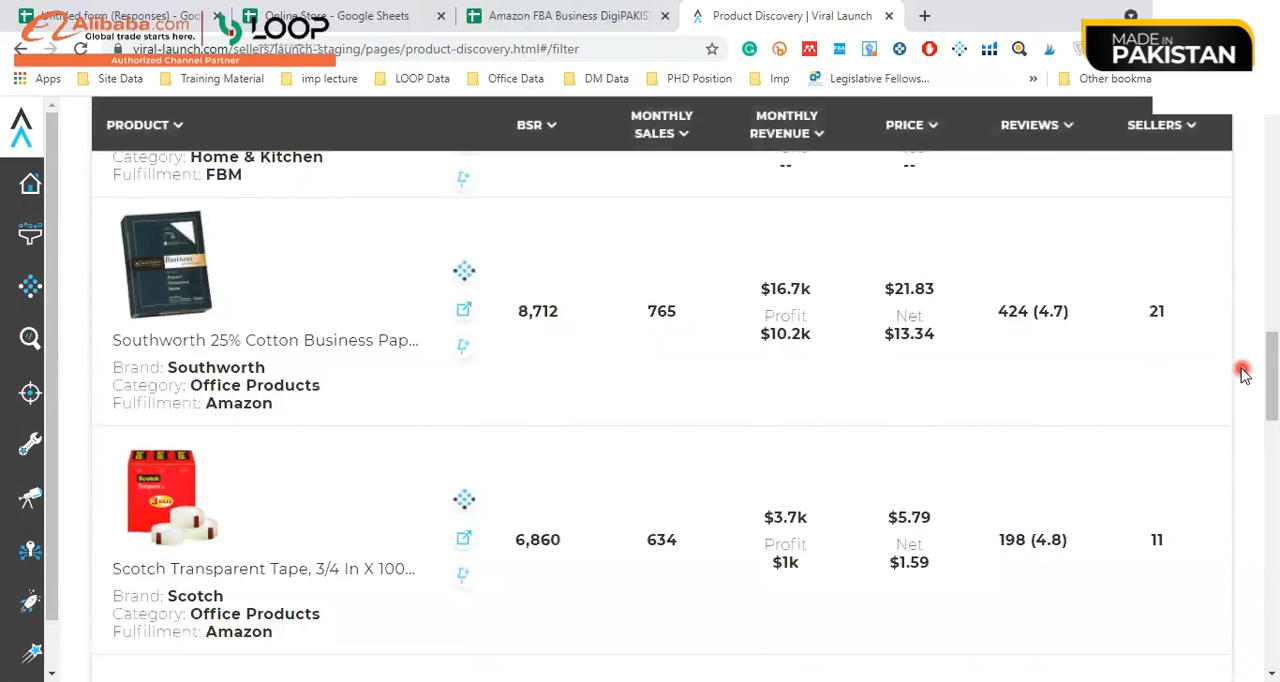 Untitled form (Responses) - Goo
Online Store - Google Sheets
Amazon FBA Business DigiPAKIST
Product Discovery | Viral Launch
Alibaba.com
Global trade starts here.
Authorized Channel Partner
LOOP
viral-launch.com/sellers/launch-staging/pages/product-discovery.html#/filter
MADE IN
PAKISTAN
Apps
Site Data
Training Material
imp lecture
LOOP Data
Office Data
DM Data
PHD Position
Imp
Legislative Fellows...
»
Other bookma
PRODUCT
BSR
MONTHLY
SALES
MONTHLY
REVENUE
PRICE
REVIEWS
SELLERS
Category: Home & Kitchen
Fulfillment: FBM
--
--
Southworth 25% Cotton Business Pap...
Brand: Southworth
Category: Office Products
Fulfillment: Amazon
8,712
765
$16.7k
Profit
$10.2k
$21.83
Net
$13.34
424 (4.7)
21
Scotch
Scotch Transparent Tape, 3/4 In X 100...
Brand: Scotch
Category: Office Products
Fulfillment: Amazon
6,860
634
$3.7k
Profit
$1k
$5.79
Net
$1.59
198 (4.8)
11